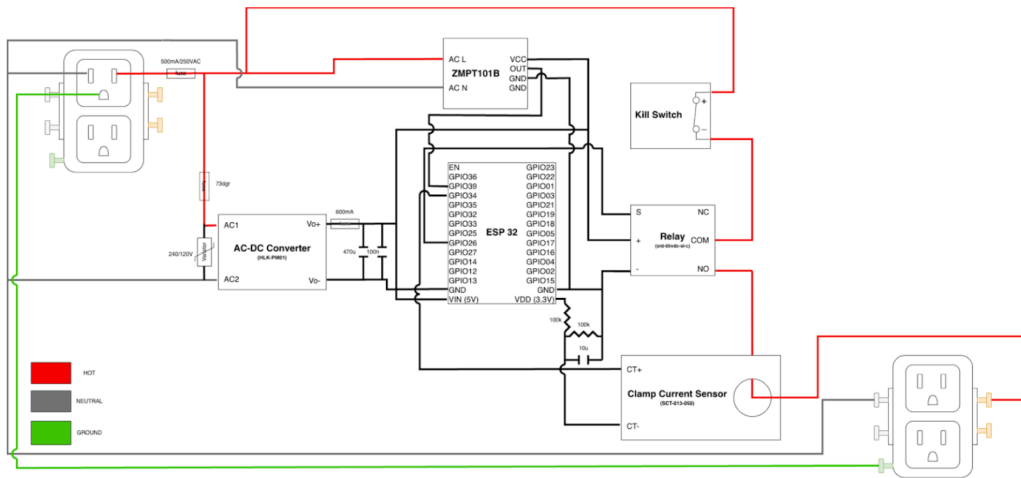 500mA/250VAC
fuse
AC L
AC N
ZMPT101B
VCC
OUT
GND
GND
Kill Switch
+
−
73dgr
fuse
240/120V
Varistor
AC1
AC2
AC-DC Converter
(HLK-PM01)
Vo+
Vo-
600mA
fuse
470u
100n
EN
GPIO36
GPIO39
GPIO34
GPIO35
GPIO32
GPIO33
GPIO25
GPIO26
GPIO27
GPIO14
GPIO12
GPIO13
GND
VIN (5V)
ESP 32
GPIO23
GPIO22
GPIO01
GPIO03
GPIO21
GPIO19
GPIO18
GPIO05
GPIO17
GPIO16
GPIO04
GPIO02
GPIO15
GND
VDD (3.3V)
S
+
-
Relay
NC
COM
NO
100k
100k
10u
CT+
CT-
Clamp Current Sensor
(SCT-013-050)
HOT
NEUTRAL
GROUND